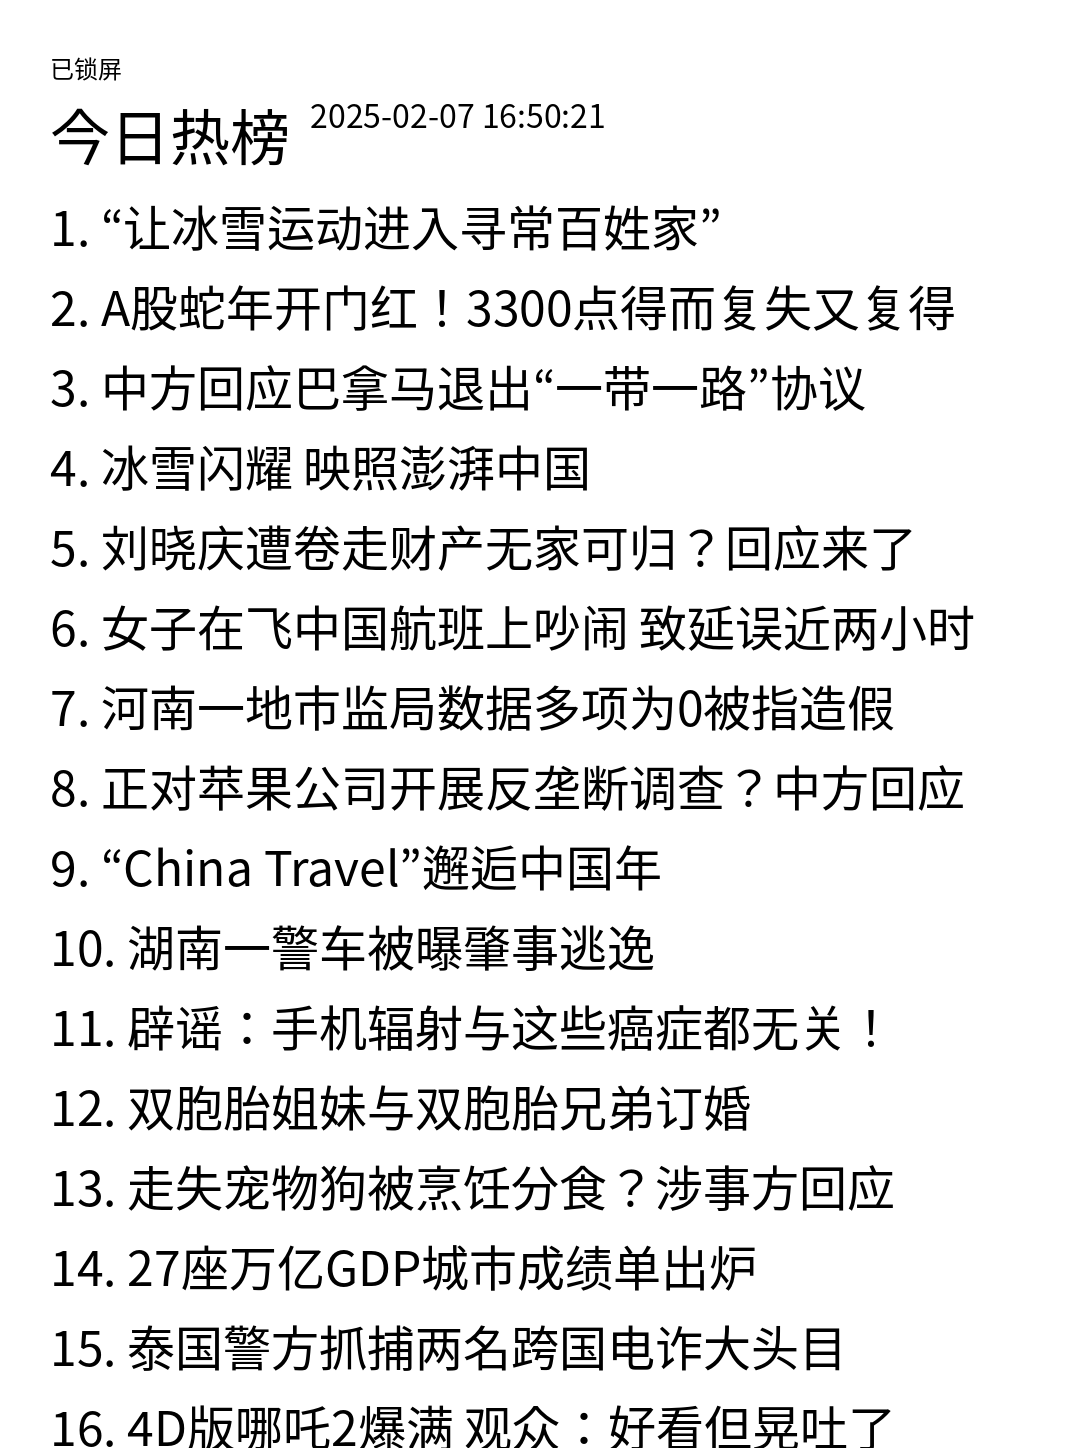 已锁屏
今日热榜 2025-02-07 16:50:21
1. “让冰雪运动进入寻常百姓家”
2. A股蛇年开门红！3300点得而复失又复得
3. 中方回应巴拿马退出“一带一路”协议
4. 冰雪闪耀 映照澎湃中国
5. 刘晓庆遭卷走财产无家可归？回应来了
6. 女子在飞中国航班上吵闹 致延误近两小时
7. 河南一地市监局数据多项为0被指造假
8. 正对苹果公司开展反垄断调查？中方回应
9. “China Travel”邂逅中国年
10. 湖南一警车被曝肇事逃逸
11. 辟谣：手机辐射与这些癌症都无关！
12. 双胞胎姐妹与双胞胎兄弟订婚
13. 走失宠物狗被烹饪分食？涉事方回应
14. 27座万亿GDP城市成绩单出炉
15. 泰国警方抓捕两名跨国电诈大头目
16. 4D版哪吒2爆满 观众：好看但晃吐了